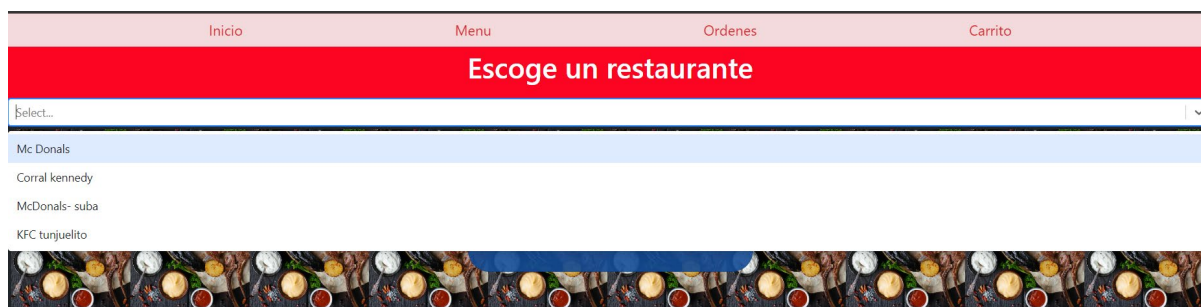 Inicio Menu Ordenes Carrito
Escoge un restaurante
Select...
Mc Donals
Corral kennedy
McDonals- suba
KFC tunjuelito